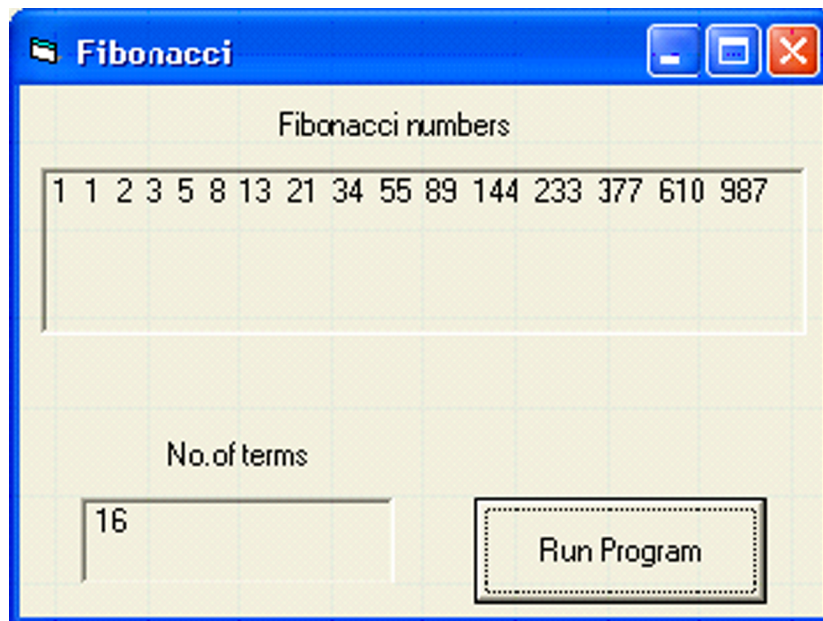 Fibonacci
Fibonacci numbers
1 1 2 3 5 8 13 21 34 55 89 144 233 377 610 987
No.of terms
16
Run Program